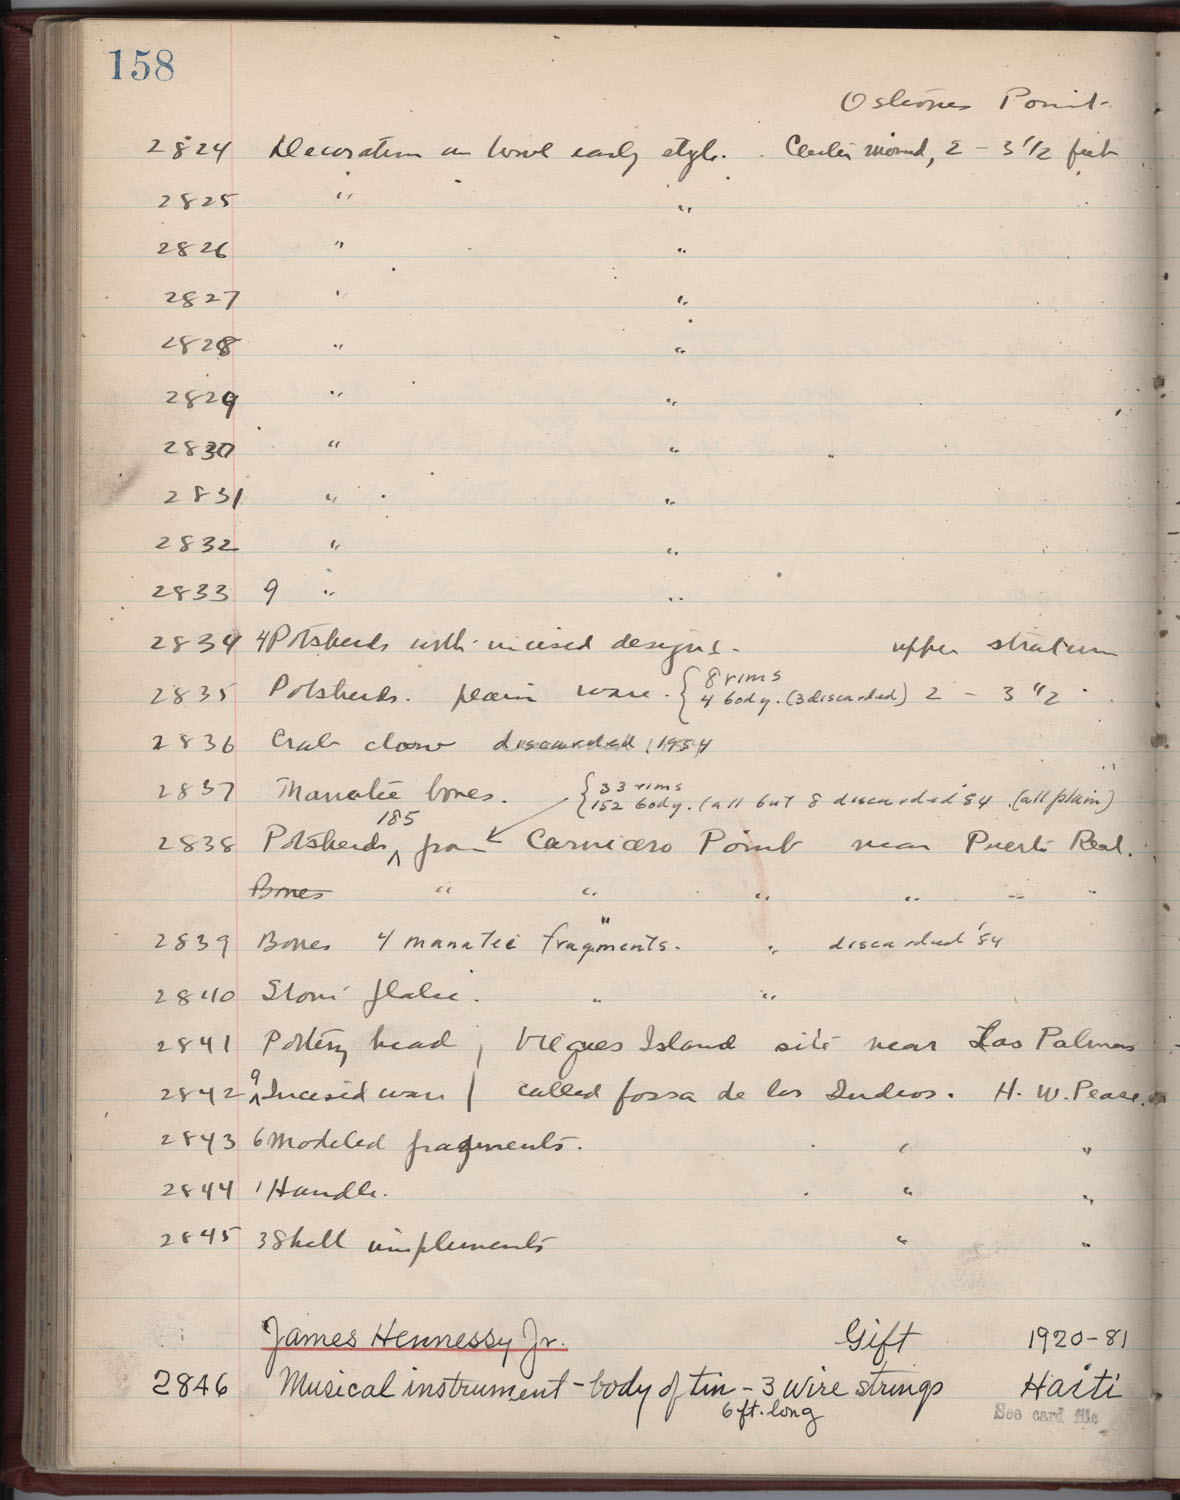 158
Ostiones Point.
2824 Decoration on bowl early style. Center mound, 2 - 3 1/2 feet
2825 " "
2826 " "
2827 " "
2828 " "
2829 " "
2830 " "
2831 " "
2832 " "
2833 9 " "
2834 4 Potsherds with incised designs. upper stratum
2835 Potsherds. plain ware. { 8 rims
4 body. (3 discarded) 2 - 3 1/2
2836 Crab claw discarded, 1954
2837 Manatee bones. { 33 rims "
152 body. (all but 8 discarded '54. (all plain)
185
2838 Potsherds ^ from Carnicero Point near Puerto Real.
Bones " " " " " "
2839 Bones 4 manatee fragments. " " discarded '54
2840 Stone flake. " "
2841 Pottery head, Vieques Island site near Las Palmas
2842 9 ^ Incised ware | called fossa de los Indios. H. W. Pease.
2843 6 Modeled fragments. " "
2844 1 Handle. " "
2845 3 Shell implements " "
James Hennessy Jr. Gift 1920-81
2846 Musical instrument - body of tin - 3 wire strings Haiti
6 ft. long See card file